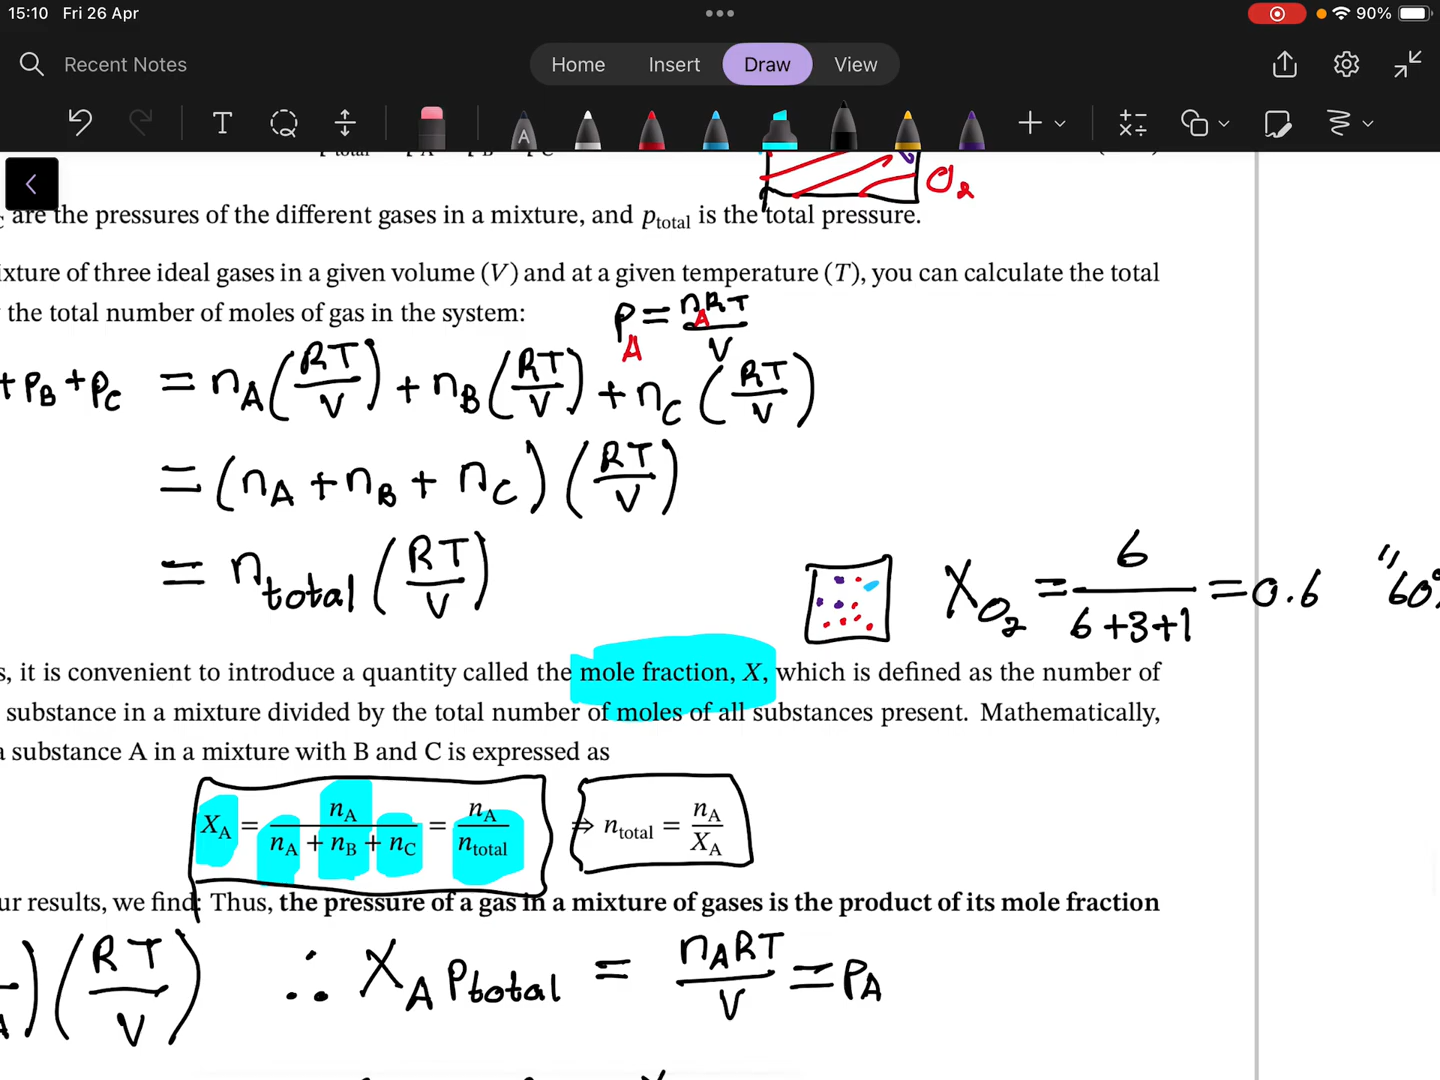 15:10 Fri 26 Apr 90%
Recent Notes Home Insert Draw View
T A
O₂
c are the pressures of the different gases in a mixture, and p_total is the total pressure.
ixture of three ideal gases in a given volume (V) and at a given temperature (T), you can calculate the total
the total number of moles of gas in the system:
p_A = n_A RT / V
+ p_B + p_C = n_A (RT/V) + n_B (RT/V) + n_C (RT/V)
= (n_A + n_B + n_C) (RT/V)
= n_total (RT/V)
X_O₂ = 6 / (6+3+1) = 0.6 "60%
s, it is convenient to introduce a quantity called the mole fraction, X, which is defined as the number of
substance in a mixture divided by the total number of moles of all substances present. Mathematically,
a substance A in a mixture with B and C is expressed as
X_A = n_A / (n_A + n_B + n_C) = n_A / n_total ⇒ n_total = n_A / X_A
ur results, we find: Thus, the pressure of a gas in a mixture of gases is the product of its mole fraction
) (RT/V) ∴ X_A p_total = n_A RT / V = p_A